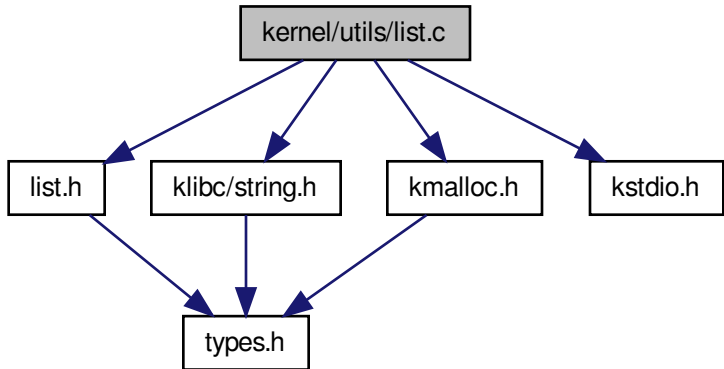 kernel/utils/list.c
list.h
klibc/string.h
kmalloc.h
kstdio.h
types.h